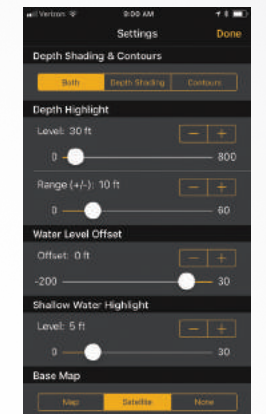 Verizon 9:00 AM
Settings Done
Depth Shading & Contours
Both Depth Shading Contours
Depth Highlight
Level: 30 ft − +
0 800
Range (+/-): 10 ft − +
0 60
Water Level Offset
Offset: 0 ft − +
-200 30
Shallow Water Highlight
Level: 5 ft − +
0 30
Base Map
Map Satellite None